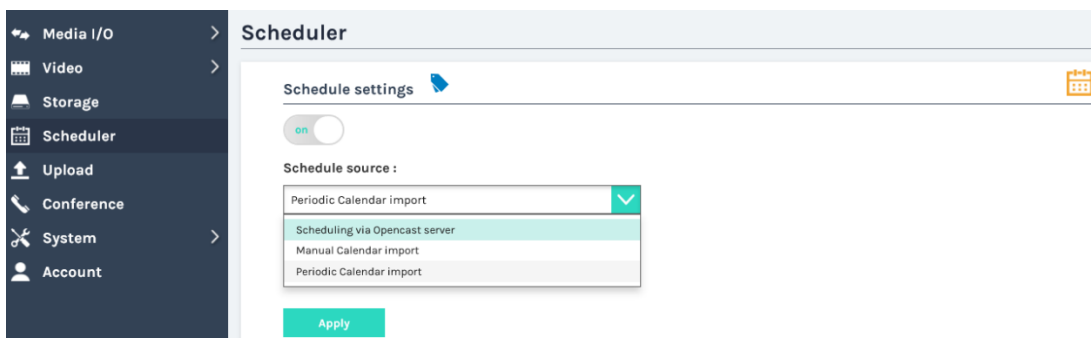 Media I/O
Video
Storage
Scheduler
Upload
Conference
System
Account
Scheduler
Schedule settings
on
Schedule source :
Periodic Calendar import
Scheduling via Opencast server
Manual Calendar import
Periodic Calendar import
Apply